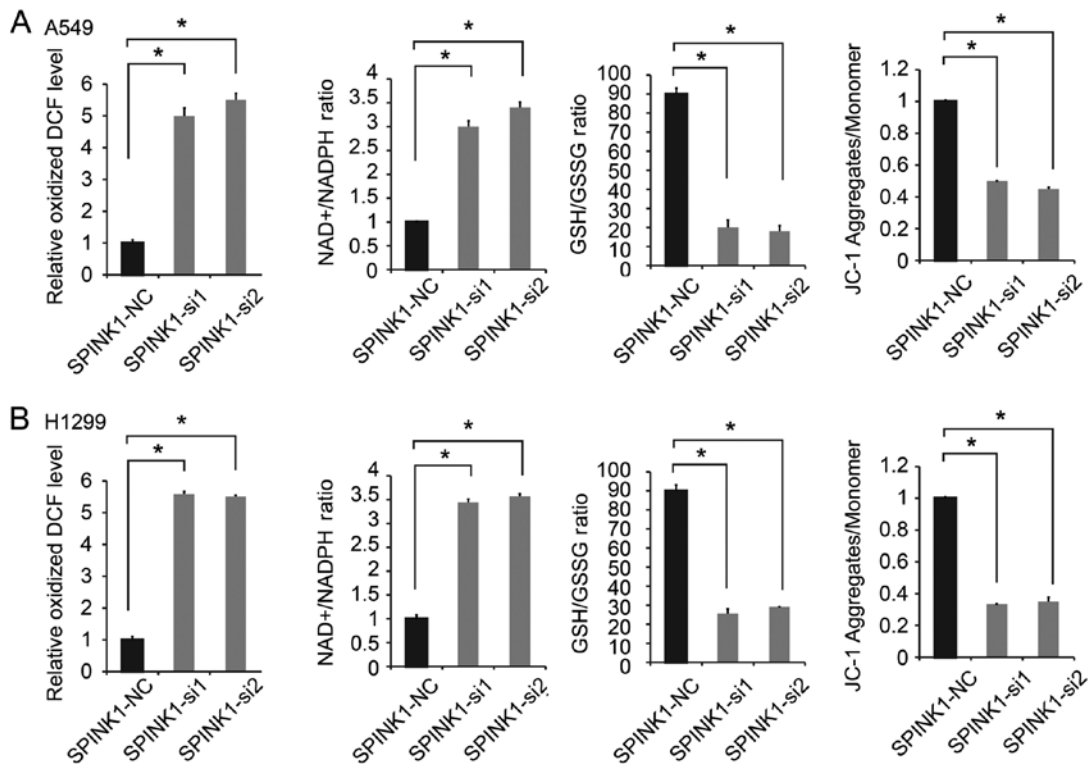 A A549
* *
Relative oxidized DCF level
6
5
4
3
2
1
0
SPINK1-NC
SPINK1-si1
SPINK1-si2
* *
NAD+/NADPH ratio
4
3.5
3
2.5
2
1.5
1
0.5
0
SPINK1-NC
SPINK1-si1
SPINK1-si2
* *
GSH/GSSG ratio
100
90
80
70
60
50
40
30
20
10
0
SPINK1-NC
SPINK1-si1
SPINK1-si2
* *
JC-1 Aggregates/Monomer
1.2
1
0.8
0.6
0.4
0.2
0
SPINK1-NC
SPINK1-si1
SPINK1-si2
B H1299
* *
Relative oxidized DCF level
6
5
4
3
2
1
0
SPINK1-NC
SPINK1-si1
SPINK1-si2
* *
NAD+/NADPH ratio
4
3.5
3
2.5
2
1.5
1
0.5
0
SPINK1-NC
SPINK1-si1
SPINK1-si2
* *
GSH/GSSG ratio
100
90
80
70
60
50
40
30
20
10
0
SPINK1-NC
SPINK1-si1
SPINK1-si2
* *
JC-1 Aggregates/Monomer
1.2
1
0.8
0.6
0.4
0.2
0
SPINK1-NC
SPINK1-si1
SPINK1-si2